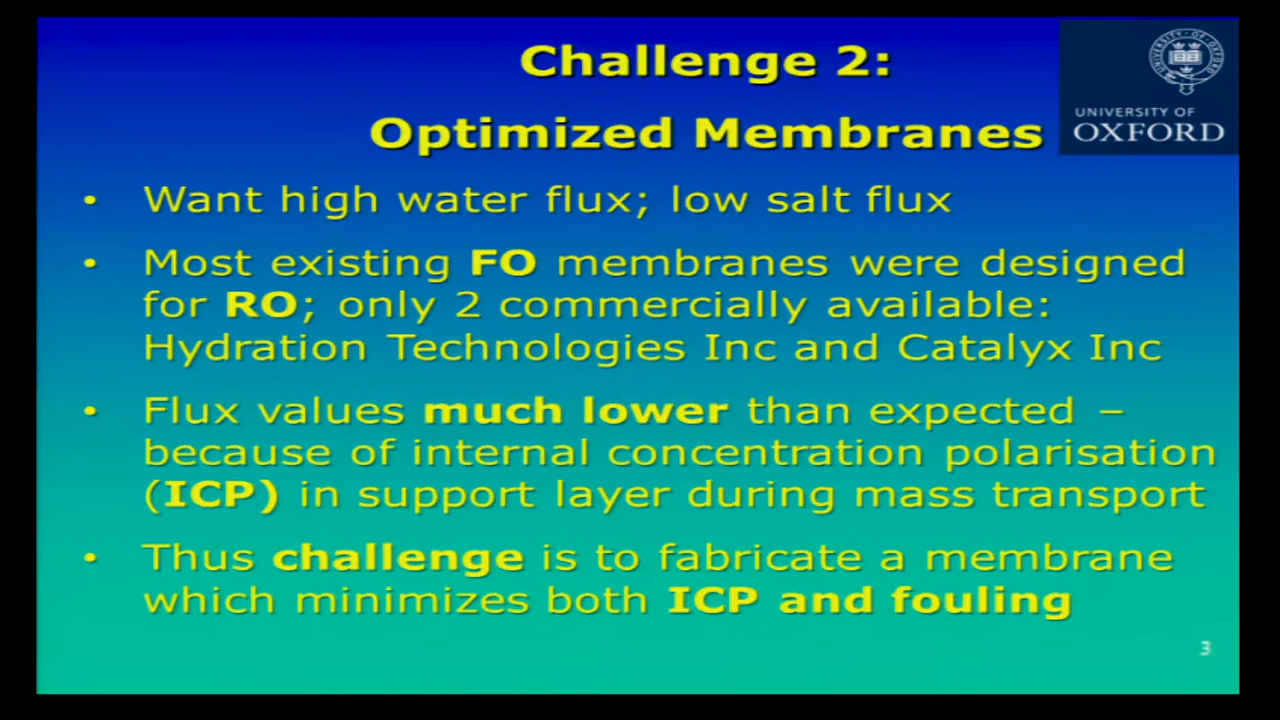 Challenge 2:
Optimized Membranes
UNIVERSITY OF
OXFORD
• Want high water flux; low salt flux
• Most existing FO membranes were designed
for RO; only 2 commercially available:
Hydration Technologies Inc and Catalyx Inc
• Flux values much lower than expected –
because of internal concentration polarisation
(ICP) in support layer during mass transport
• Thus challenge is to fabricate a membrane
which minimizes both ICP and fouling
3